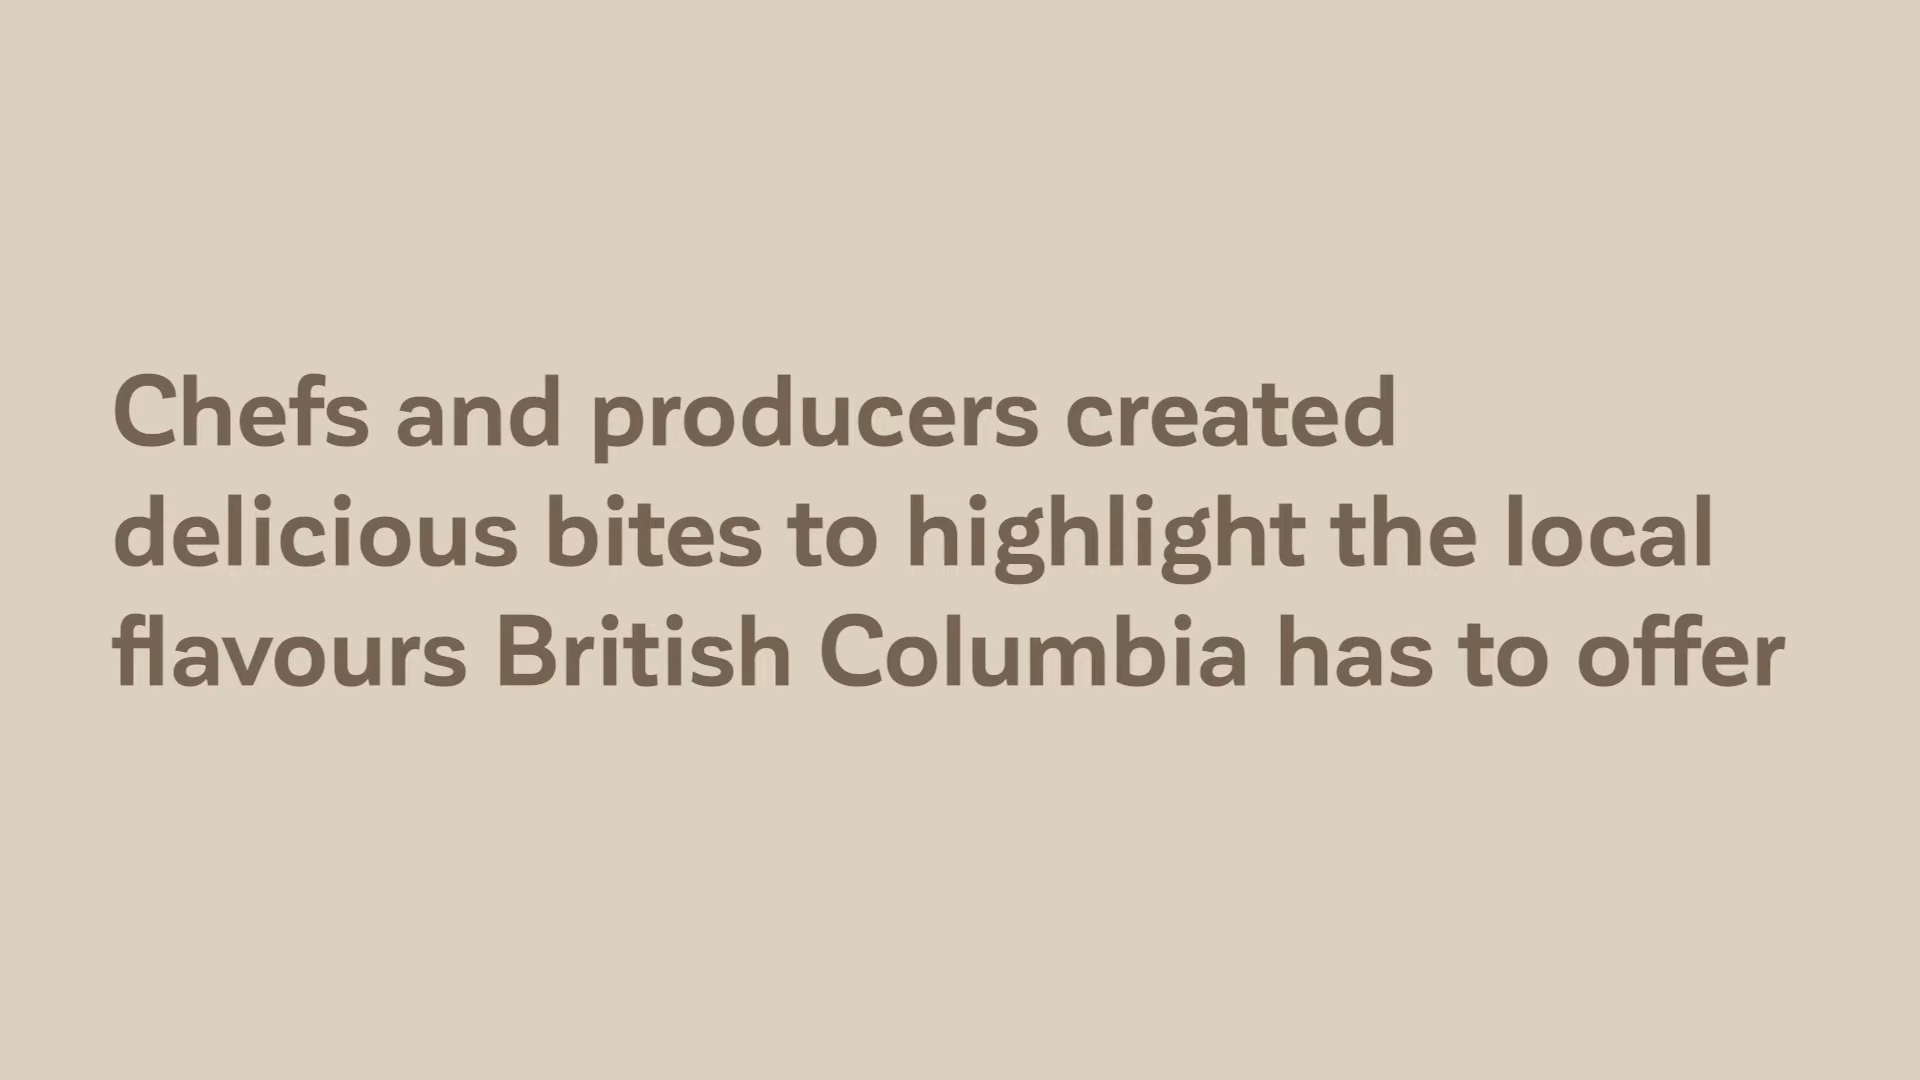 Chefs and producers created
delicious bites to highlight the local
flavours British Columbia has to offer